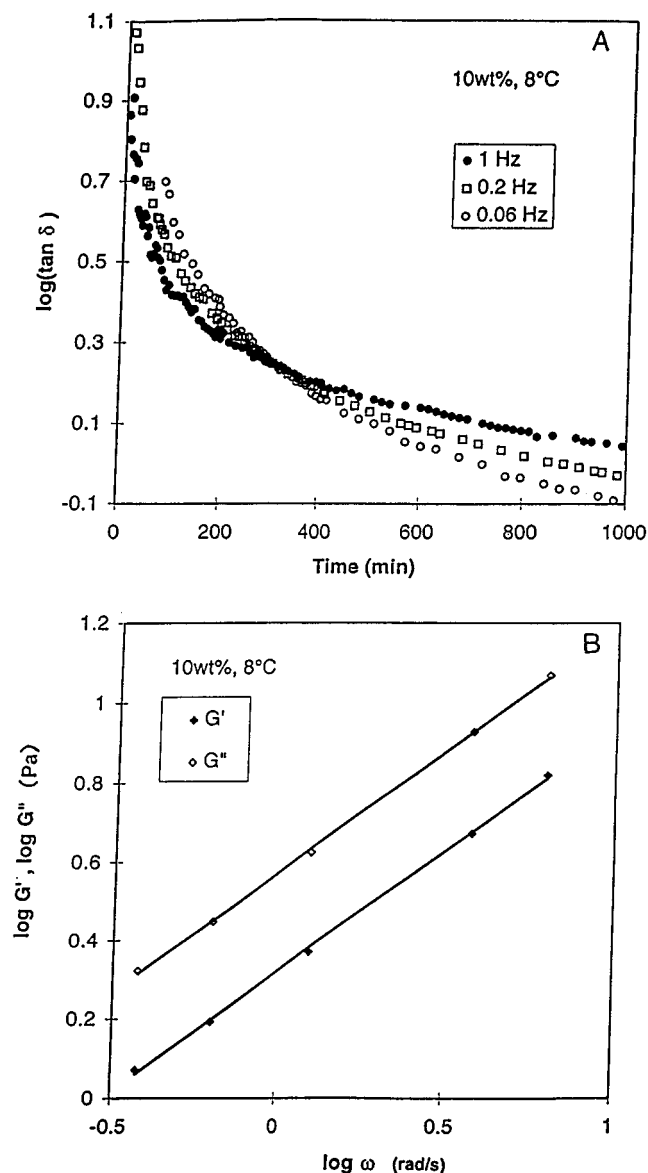 A
10wt%, 8°C
1 Hz
0.2 Hz
0.06 Hz
1.1
0.9
0.7
0.5
0.3
0.1
-0.1
log(tan δ)
0 200 400 600 800 1000
Time (min)
B
10wt%, 8°C
G'
G"
1.2
1
0.8
0.6
0.4
0.2
0
log G', log G" (Pa)
-0.5 0 0.5 1
log ω (rad/s)